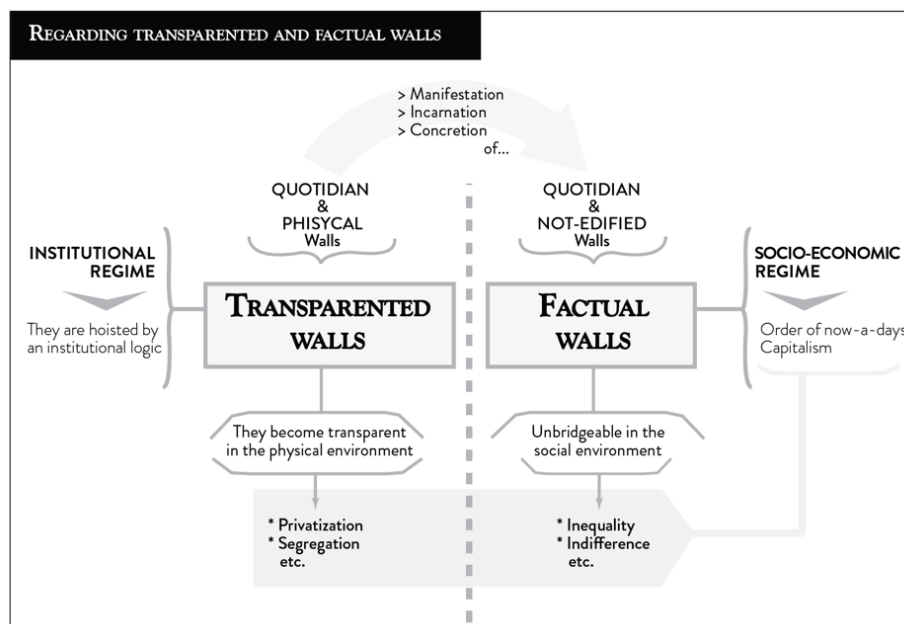 REGARDING TRANSPARENTED AND FACTUAL WALLS
> Manifestation
> Incarnation
> Concretion
of...
QUOTIDIAN
&
PHISYCAL
Walls
QUOTIDIAN
&
NOT-EDIFIED
Walls
INSTITUTIONAL
REGIME
They are hoisted by
an institutional logic
TRANSPARENTED
WALLS
FACTUAL
WALLS
SOCIO-ECONOMIC
REGIME
Order of now-a-days
Capitalism
They become transparent
in the physical environment
Unbridgeable in the
social environment
* Privatization
* Segregation
etc.
* Inequality
* Indifference
etc.